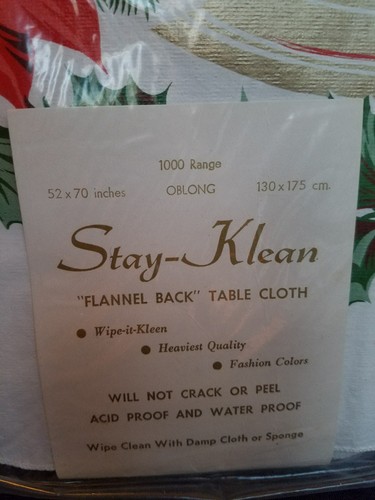 1000 Range
52 x 70 inches OBLONG 130 x 175 cm.
Stay-Klean
"FLANNEL BACK" TABLE CLOTH
● Wipe-it-Kleen
● Heaviest Quality
● Fashion Colors
WILL NOT CRACK OR PEEL
ACID PROOF AND WATER PROOF
Wipe Clean With Damp Cloth or Sponge